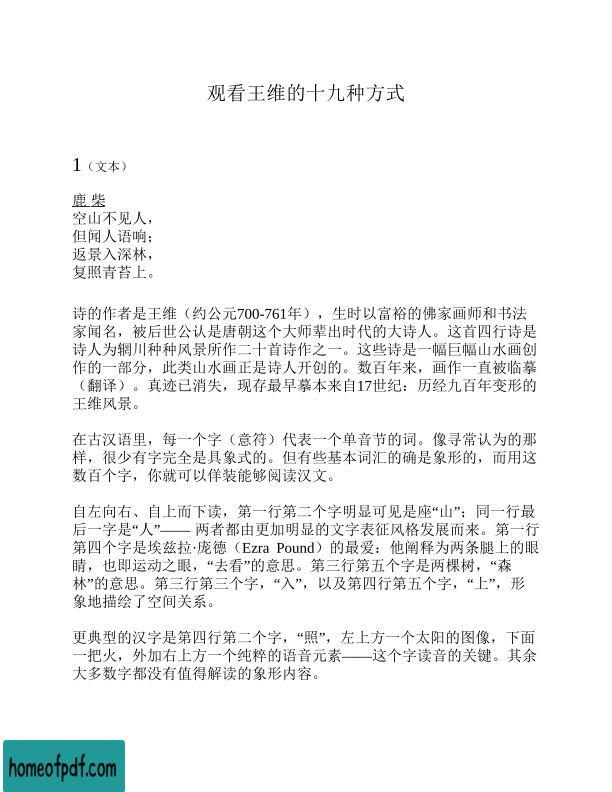 观看王维的十九种方式
1（文本）
鹿 柴
空山不见人，
但闻人语响；
返景入深林，
复照青苔上。
诗的作者是王维（约公元700-761年），生时以富裕的佛家画师和书法
家闻名，被后世公认是唐朝这个大师辈出时代的大诗人。这首四行诗是
诗人为辋川种种风景所作二十首诗作之一。这些诗是一幅巨幅山水画创
作的一部分，此类山水画正是诗人开创的。数百年来，画作一直被临摹
（翻译）。真迹已消失，现存最早摹本来自17世纪：历经九百年变形的
王维风景。
在古汉语里，每一个字（意符）代表一个单音节的词。像寻常认为的那
样，很少有字完全是具象式的。但有些基本词汇的确是象形的，而用这
数百个字，你就可以佯装能够阅读汉文。
自左向右、自上而下读，第一行第二个字明显可见是座“山”；同一行最
后一字是“人”—— 两者都由更加明显的文字表征风格发展而来。第一行
第四个字是埃兹拉·庞德（Ezra Pound）的最爱：他阐释为两条腿上的眼
睛，也即运动之眼，“去看”的意思。第三行第五个字是两棵树，“森
林”的意思。第三行第三个字，“入”，以及第四行第五个字，“上”，形
象地描绘了空间关系。
更典型的汉字是第四行第二个字，“照”，左上方一个太阳的图像，下面
一把火，外加右上方一个纯粹的语音元素——这个字读音的关键。其余
大多数字都没有值得解读的象形内容。
homeofpdf.com